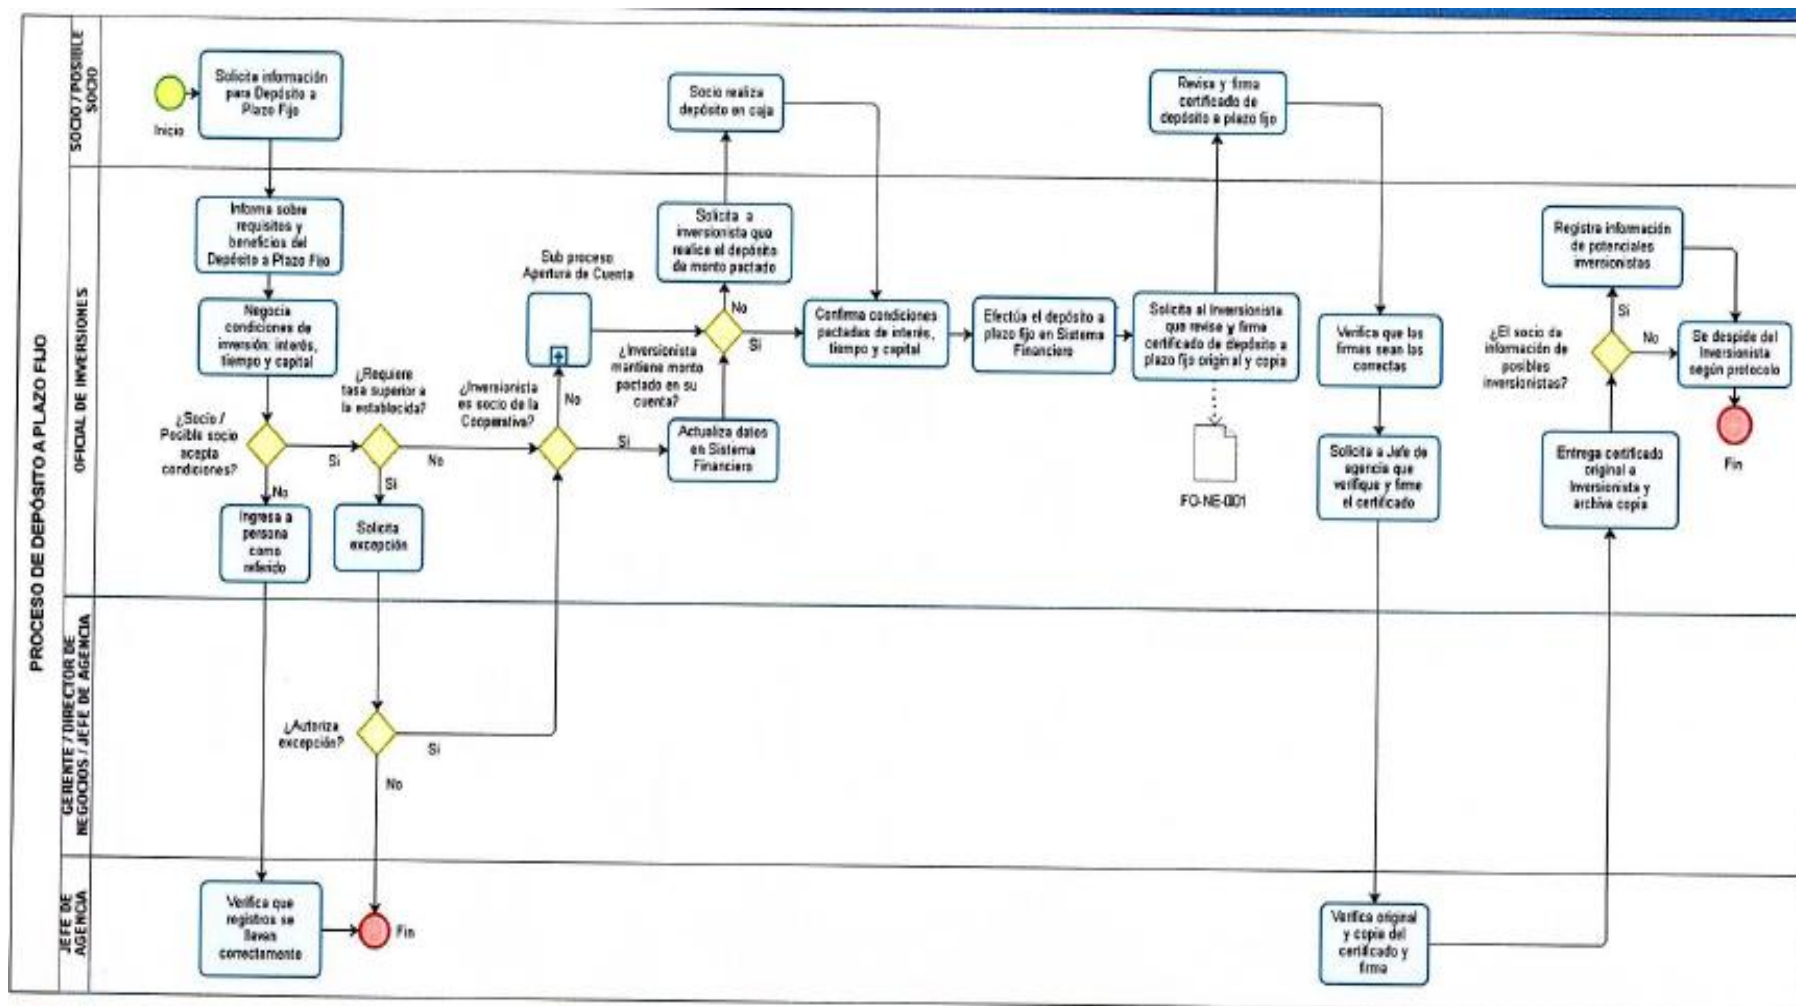 PROCESO DE DEPÓSITO A PLAZO FIJO
SOCIO / POSIBLE
SOCIO
Inicio
Solicita información
para Depósito a
Plazo Fijo
Socio realiza
depósito en caja
Revisa y firma
certificado de
depósito a plazo fijo
OFICIAL DE INVERSIONES
Informa sobre
requisitos y
beneficios del
Depósito a Plazo Fijo
Negocia
condiciones de
inversión: interés,
tiempo y capital
¿Socio /
Posible socio
acepta
condiciones?
Si
No
Ingresa a
persona
como
referido
¿Requiere
tasa superior a
la establecida?
No
Si
Solicita
excepción
¿Inversionista
es socio de la
Cooperativa?
No
Si
Sub proceso
Apertura de Cuenta
Actualiza datos
en Sistema
Financiero
¿Inversionista
mantiene monto
pactado en su
cuenta?
No
Si
Solicita a
inversionista que
realice el depósito
de monto pactado
Confirma condiciones
pactadas de interés,
tiempo y capital
Efectúa el depósito a
plazo fijo en Sistema
Financiero
Solicita al Inversionista
que revise y firma
certificado de depósito a
plazo fijo original y copia
FO-NE-001
Verifica que las
firmas sean las
correctas
Solicita a Jefe de
agencia que
verifique y firme
el certificado
Entrega certificado
original a
Inversionista y
archiva copia
¿El socio da
información de
posibles
inversionistas?
Si
No
Registra información
de potenciales
inversionistas
Se despide del
Inversionista
según protocolo
Fin
GERENTE / DIRECTOR DE
NEGOCIOS / JEFE DE AGENCIA
¿Autoriza
excepción?
Si
No
JEFE DE
AGENCIA
Verifica que
registros se
lleven
correctamente
Fin
Verifica original
y copia del
certificado y
firma